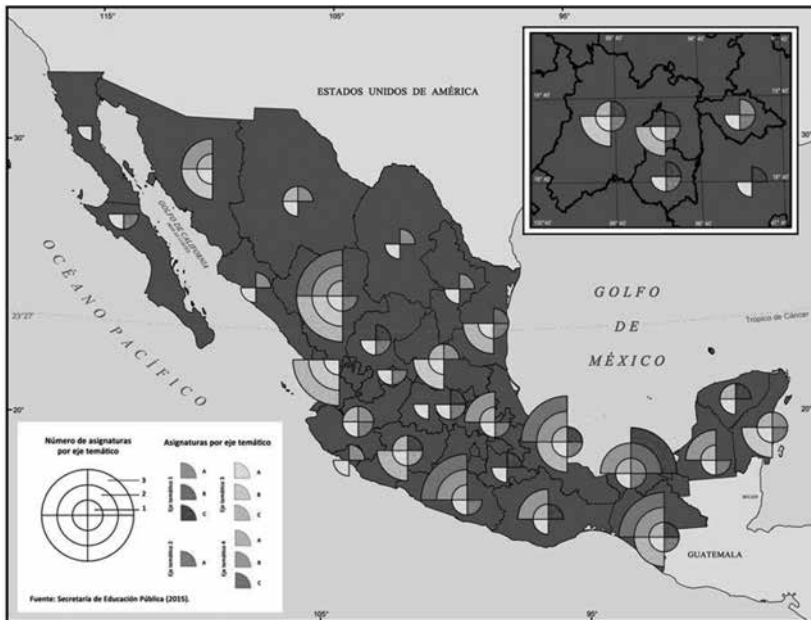 115°
105°
95°
ESTADOS UNIDOS DE AMÉRICA
30°
30°
GOLFO DE CALIFORNIA
OCÉANO PACÍFICO
23°27'
GOLFO
DE
MÉXICO
Trópico de Cáncer
20°
20°
GUATEMALA
Número de asignaturas
por eje temático
3
2
1
Asignaturas por eje temático
Eje temático 1
A
B
C
Eje temático 2
A
Eje temático 3
A
B
C
Eje temático 4
A
B
C
Fuente: Secretaría de Educación Pública (2015).
105°
95°